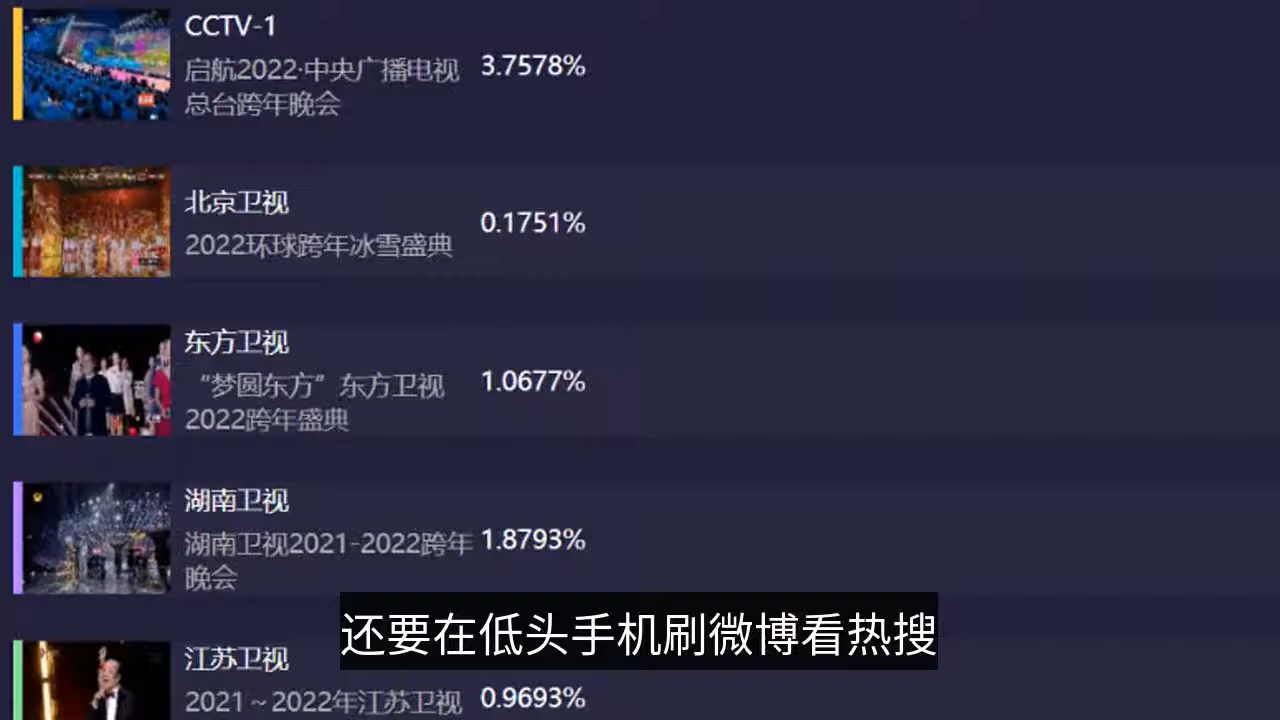 CCTV-1
启航2022·中央广播电视
总台跨年晚会
3.7578%
北京卫视
2022环球跨年冰雪盛典
0.1751%
东方卫视
“梦圆东方”东方卫视
2022跨年盛典
1.0677%
湖南卫视
湖南卫视2021-2022跨年
晚会
1.8793%
江苏卫视
2021～2022年江苏卫视
0.9693%
还要在低头手机刷微博看热搜